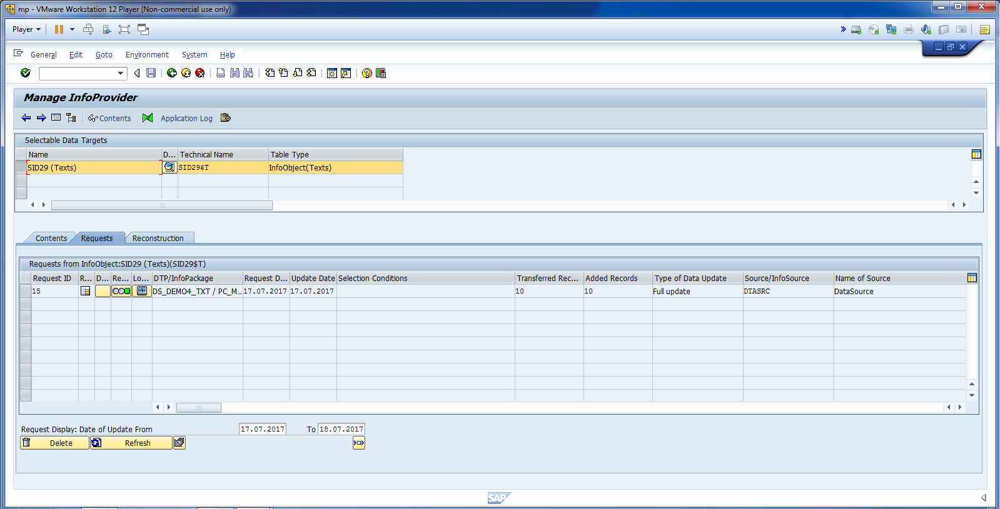 mp - VMware Workstation 12 Player (Non-commercial use only)
Player
General Edit Goto Environment System Help
Manage InfoProvider
Contents Application Log
Selectable Data Targets
Name D... Technical Name Table Type
SID29 (Texts) SID29$T InfoObject(Texts)
Contents Requests Reconstruction
Requests from InfoObject:SID29 (Texts)(SID29$T)
Request ID R... D... Re... Lo... DTP/InfoPackage Request D... Update Date Selection Conditions Transferred Rec... Added Records Type of Data Update Source/InfoSource Name of Source
15 DS_DEMO4_TXT / PC_M... 17.07.2017 17.07.2017 10 10 Full update DTASRC DataSource
Request Display: Date of Update From 17.07.2017 To 18.07.2017
Delete Refresh
SAP